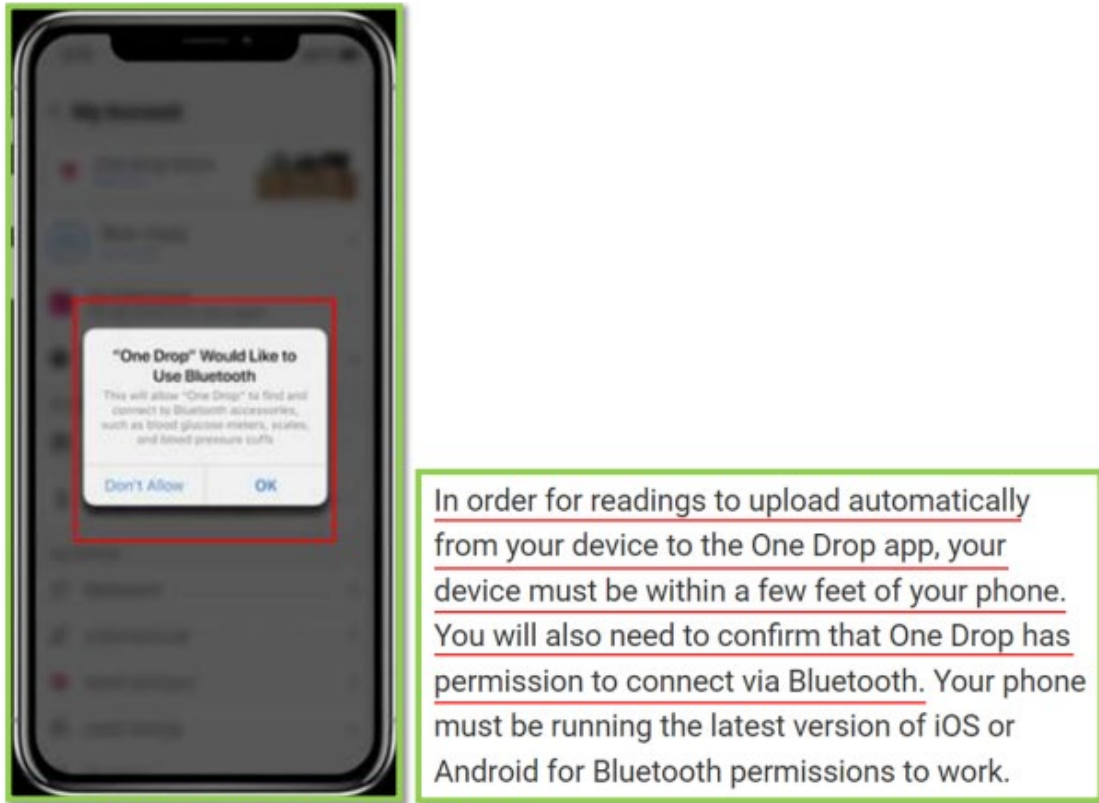 My Account
"One Drop" Would Like to
Use Bluetooth
This will allow "One Drop" to find and
connect to Bluetooth accessories,
such as blood glucose meters, scales,
and blood pressure cuffs
Don't Allow
OK
In order for readings to upload automatically
from your device to the One Drop app, your
device must be within a few feet of your phone.
You will also need to confirm that One Drop has
permission to connect via Bluetooth. Your phone
must be running the latest version of iOS or
Android for Bluetooth permissions to work.